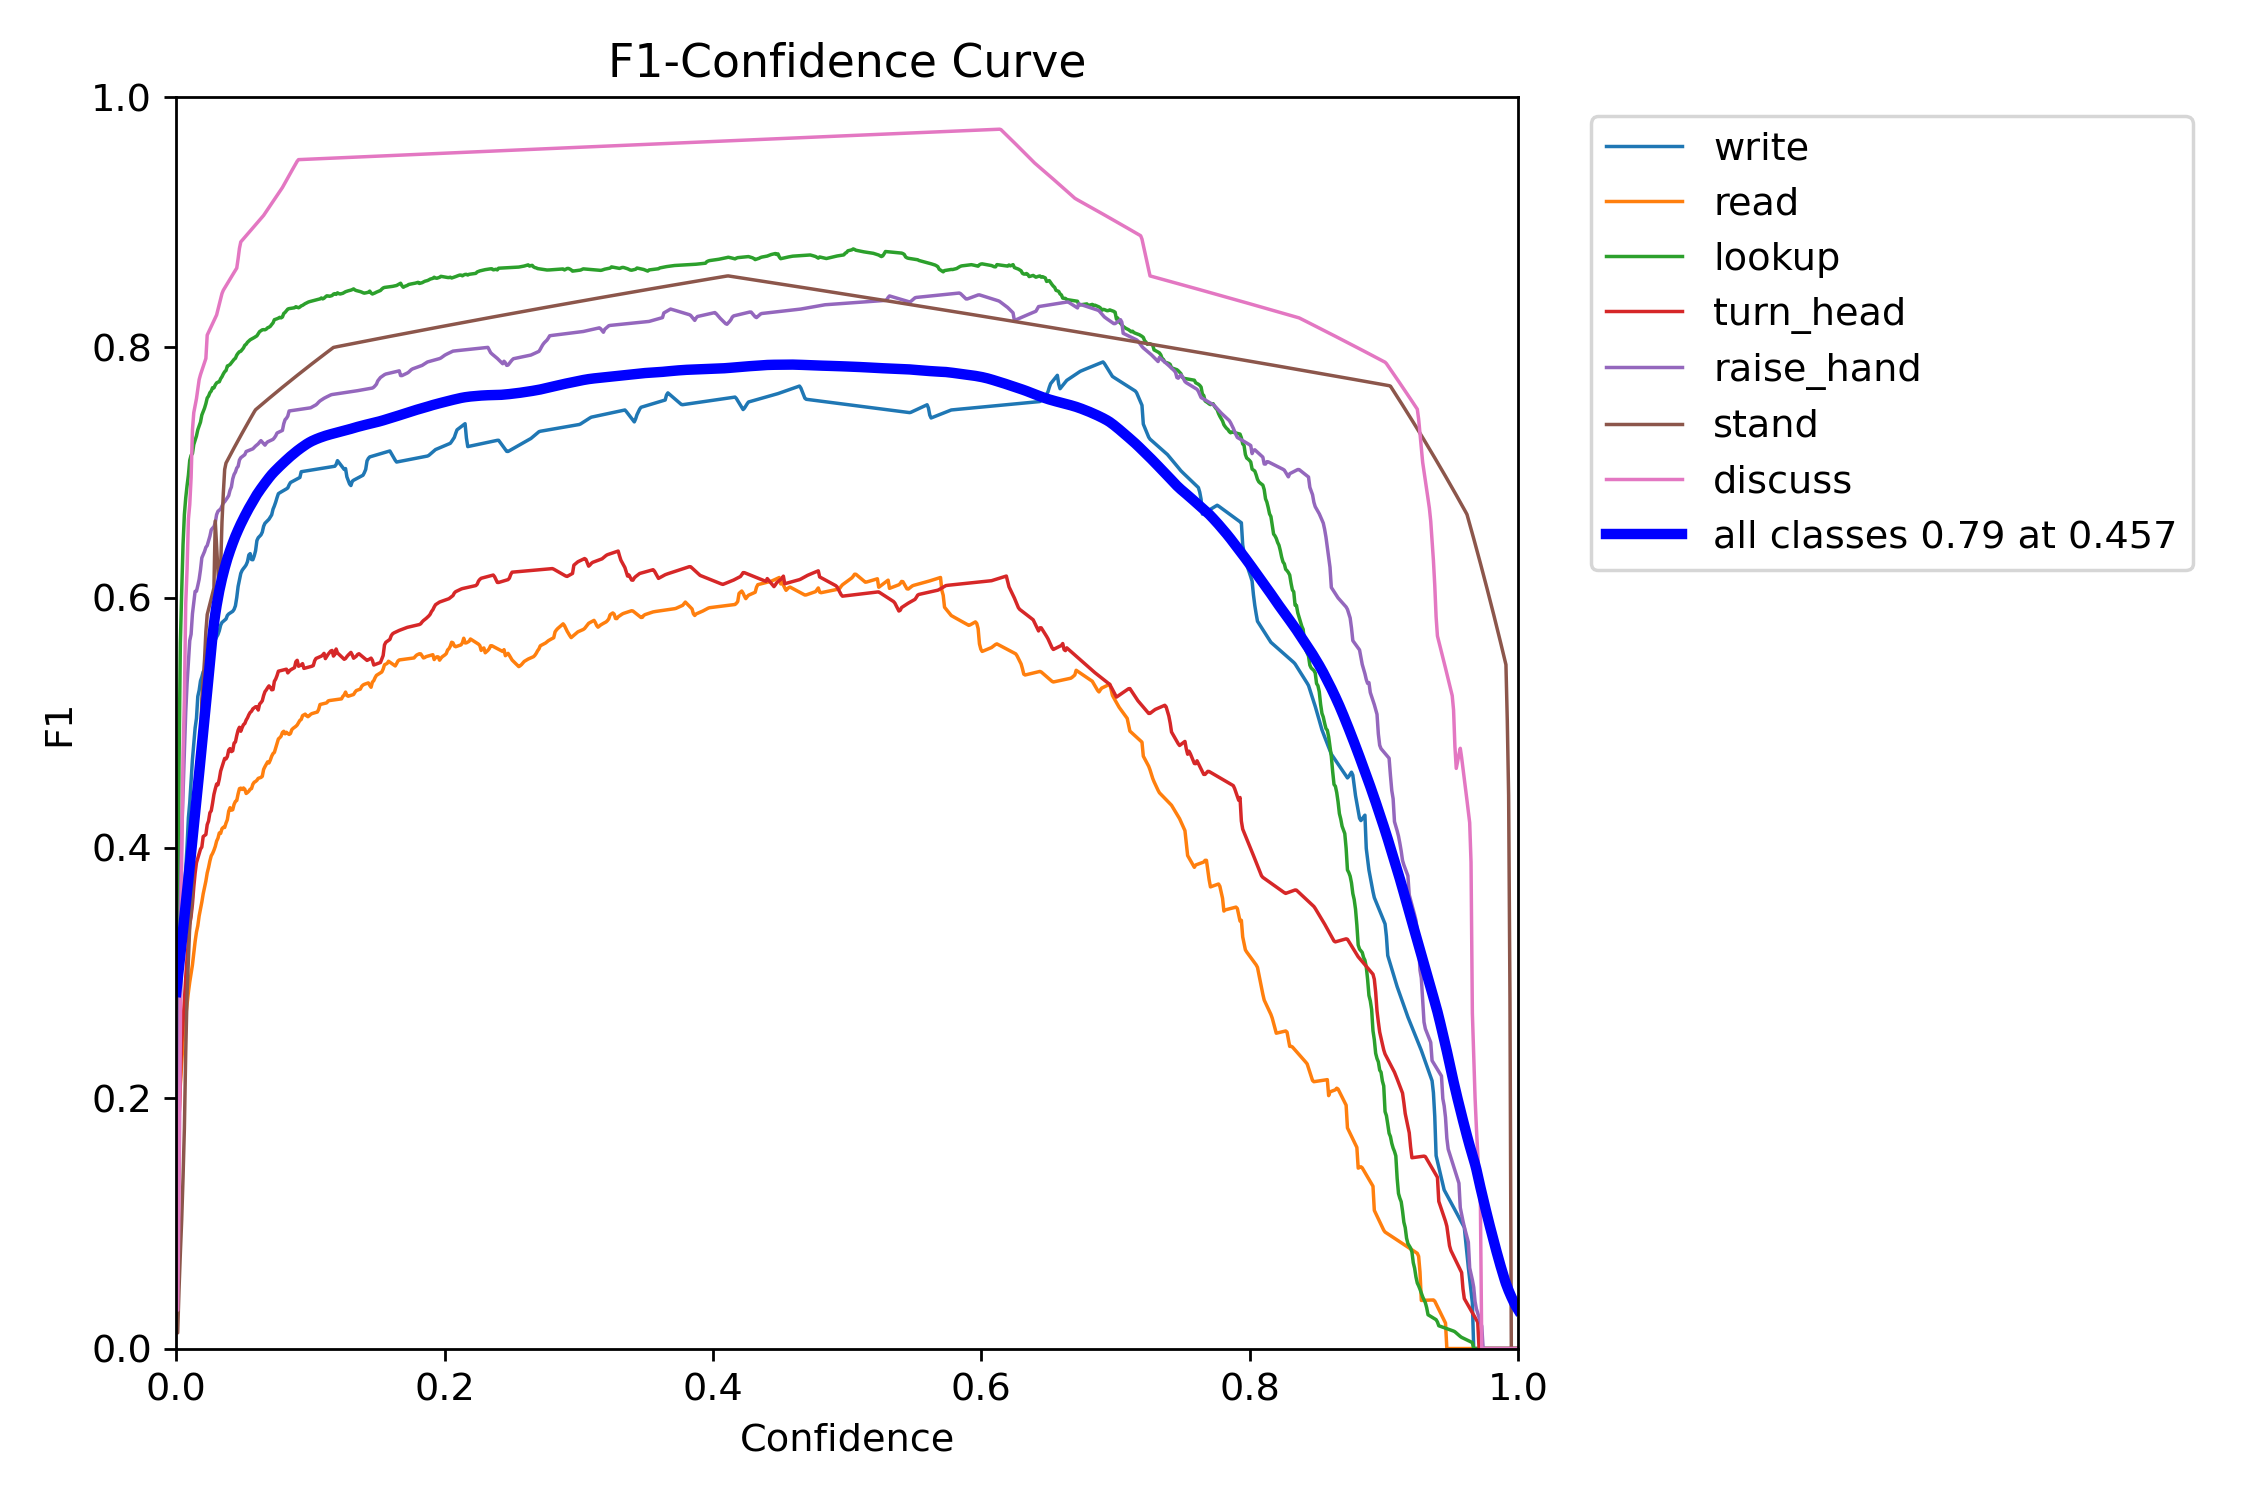 F1-Confidence Curve
1.0
0.8
0.6
0.4
0.2
0.0
F1
0.0 0.2 0.4 0.6 0.8 1.0
Confidence
write
read
lookup
turn_head
raise_hand
stand
discuss
all classes 0.79 at 0.457